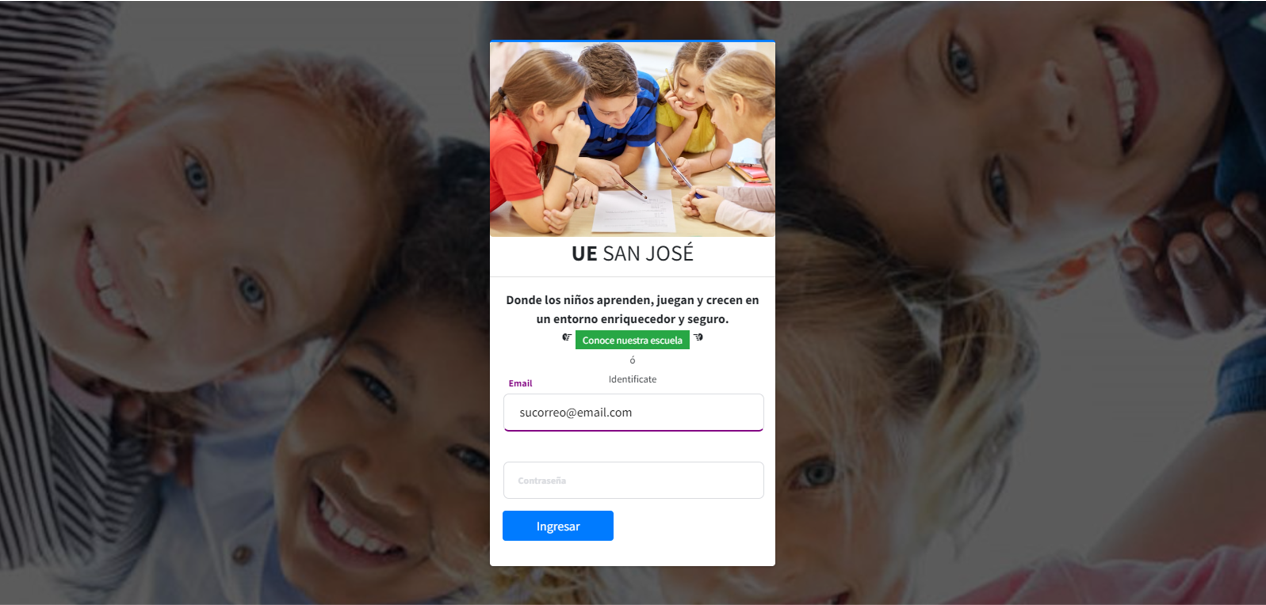 UE SAN JOSÉ
Donde los niños aprenden, juegan y crecen en
un entorno enriquecedor y seguro.
Conoce nuestra escuela
ó
Identificate
Email
sucorreo@email.com
Contraseña
Ingresar